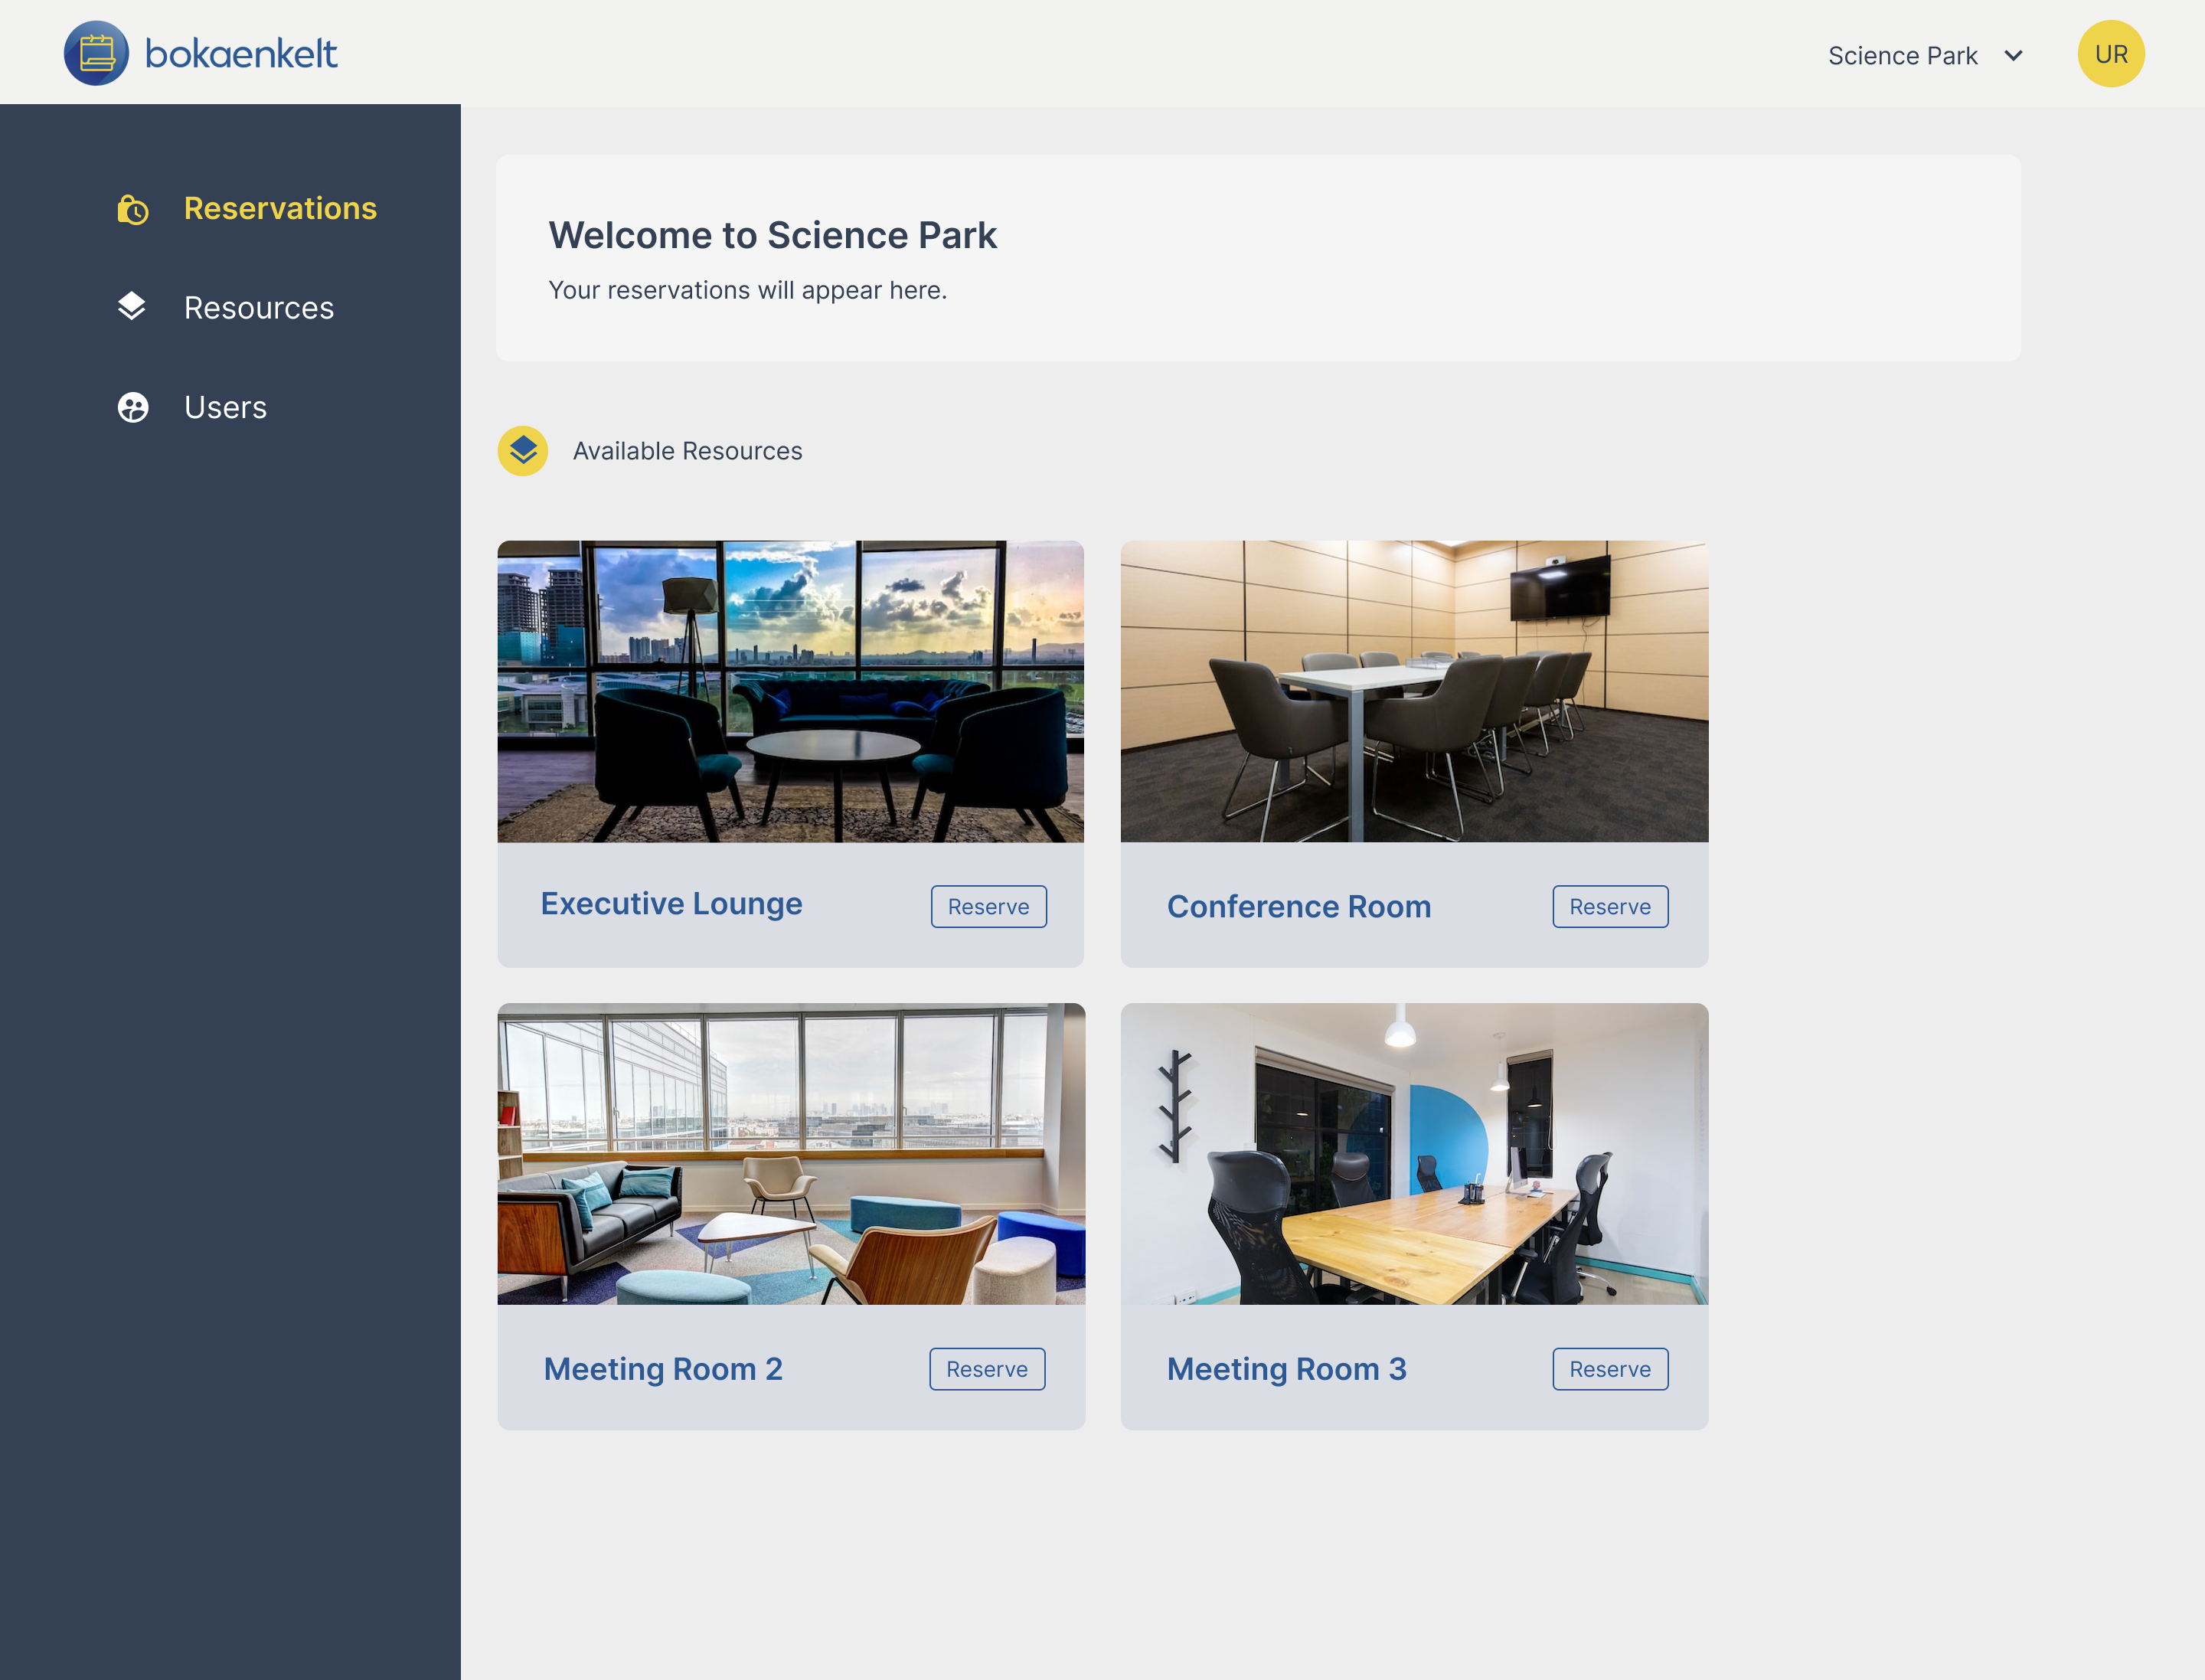 bokaenkelt
Science Park
UR
Reservations
Resources
Users
Welcome to Science Park
Your reservations will appear here.
Available Resources
Executive Lounge
Reserve
Conference Room
Reserve
Meeting Room 2
Reserve
Meeting Room 3
Reserve